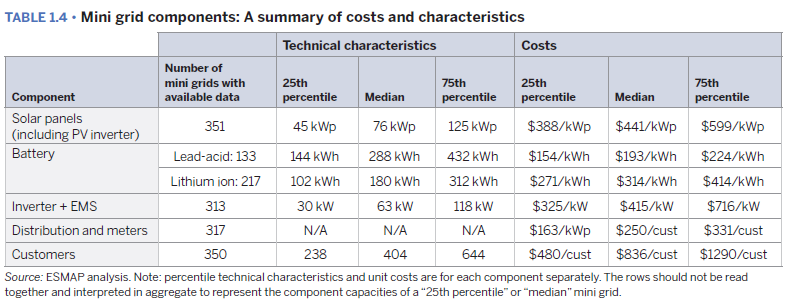 TABLE 1.4 • Mini grid components: A summary of costs and characteristics
Technical characteristics Costs
Component Number of mini grids with available data 25th percentile Median 75th percentile 25th percentile Median 75th percentile
Solar panels (including PV inverter) 351 45 kWp 76 kWp 125 kWp $388/kWp $441/kWp $599/kWp
Battery Lead-acid: 133 144 kWh 288 kWh 432 kWh $154/kWh $193/kWh $224/kWh
Lithium ion: 217 102 kWh 180 kWh 312 kWh $271/kWh $314/kWh $414/kWh
Inverter + EMS 313 30 kW 63 kW 118 kW $325/kW $415/kW $716/kW
Distribution and meters 317 N/A N/A N/A $163/kWp $250/cust $331/cust
Customers 350 238 404 644 $480/cust $836/cust $1290/cust
Source: ESMAP analysis. Note: percentile technical characteristics and unit costs are for each component separately. The rows should not be read
together and interpreted in aggregate to represent the component capacities of a “25th percentile” or “median” mini grid.